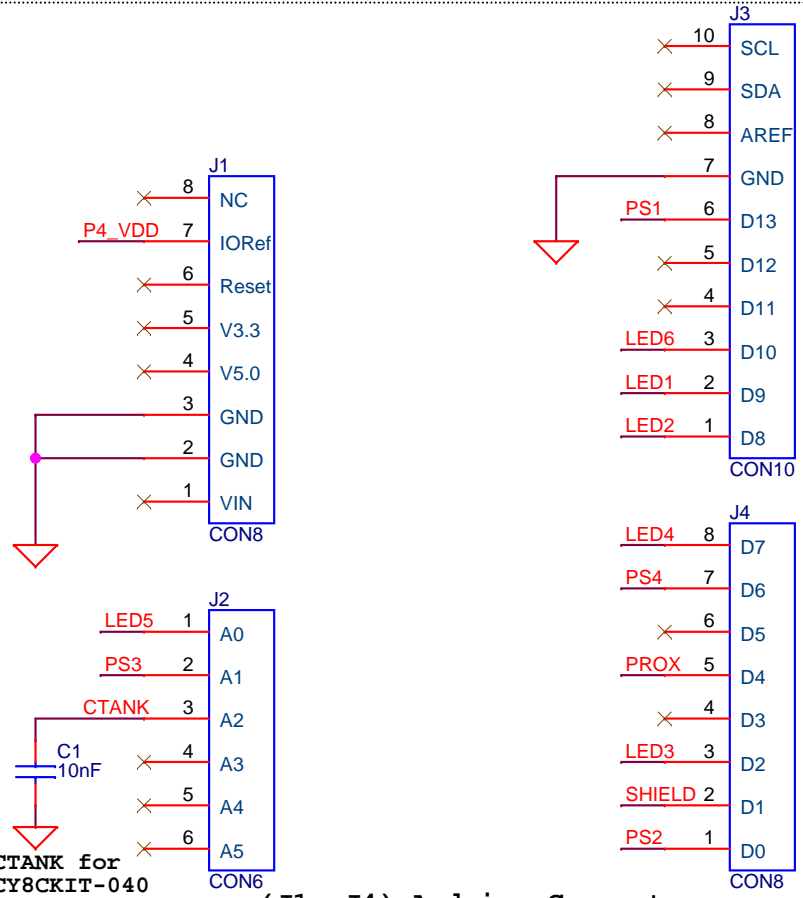 J1
8 NC
P4_VDD 7 IORef
6 Reset
5 V3.3
4 V5.0
3 GND
2 GND
1 VIN
CON8
J2
LED5 1 A0
PS3 2 A1
CTANK 3 A2
C1
10nF
4 A3
5 A4
6 A5
CON6
CTANK for
CY8CKIT-040
J3
10 SCL
9 SDA
8 AREF
7 GND
PS1 6 D13
5 D12
4 D11
LED6 3 D10
LED1 2 D9
LED2 1 D8
CON10
J4
LED4 8 D7
PS4 7 D6
6 D5
PROX 5 D4
4 D3
LED3 3 D2
SHIELD 2 D1
PS2 1 D0
CON8